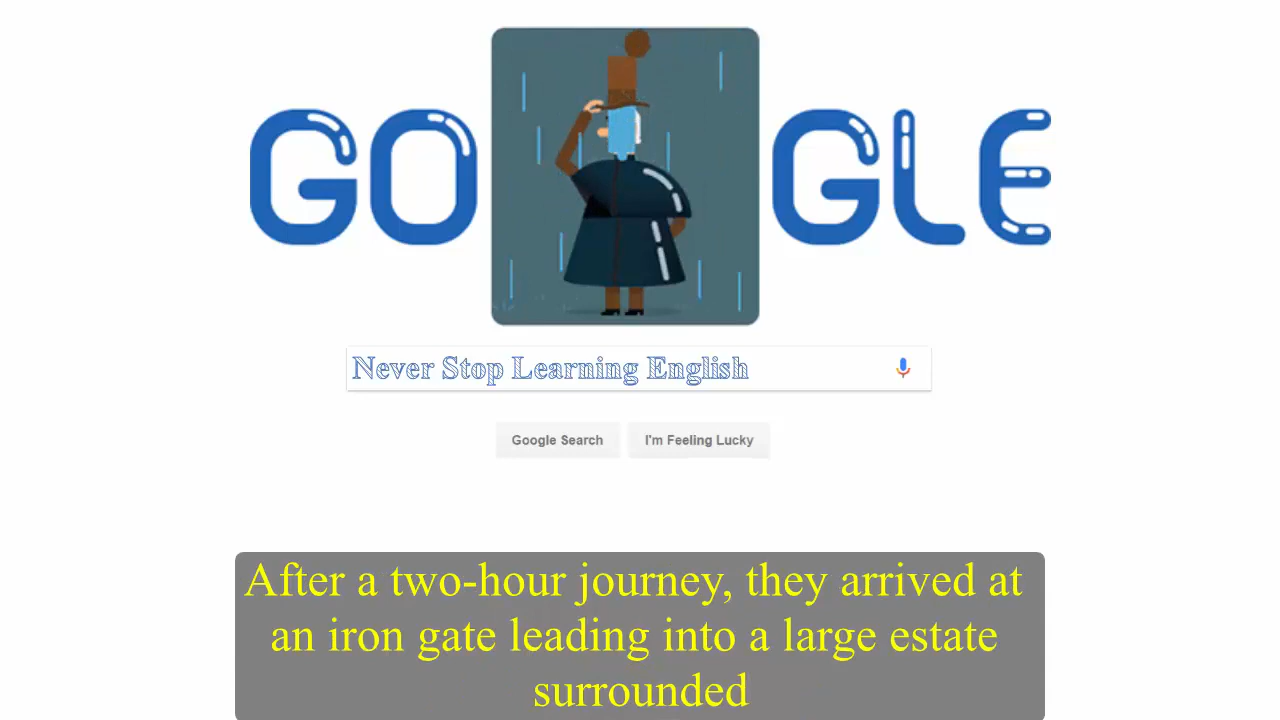 GO GLE
Never Stop Learning English
Google Search I'm Feeling Lucky
After a two-hour journey, they arrived at
an iron gate leading into a large estate
surrounded